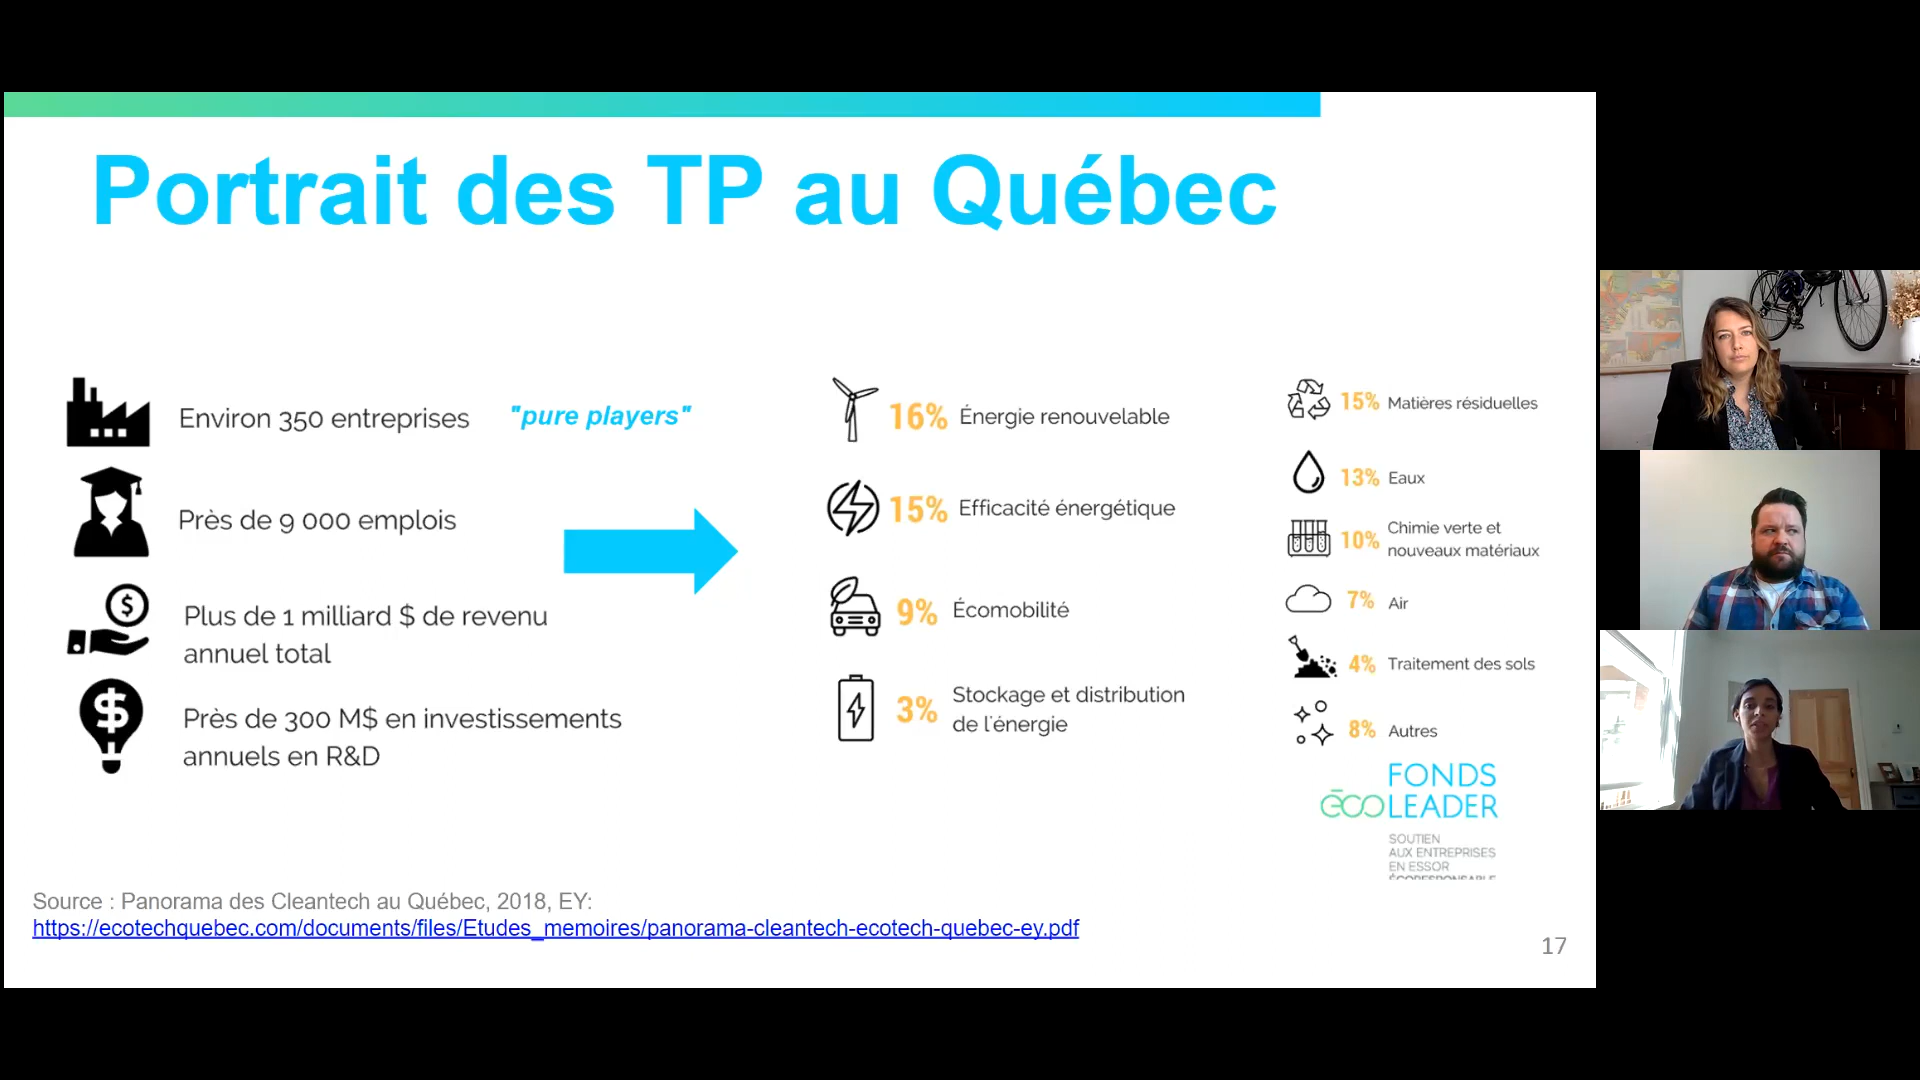 Portrait des TP au Québec
Environ 350 entreprises
"pure players"
Près de 9 000 emplois
Plus de 1 milliard $ de revenu
annuel total
Près de 300 M$ en investissements
annuels en R&D
16% Énergie renouvelable
15% Efficacité énergétique
9% Écomobilité
3% Stockage et distribution
de l'énergie
15% Matières résiduelles
13% Eaux
10% Chimie verte et
nouveaux matériaux
7% Air
4% Traitement des sols
8% Autres
FONDS
ēCOLEADER
SOUTIEN
AUX ENTREPRISES
EN ESSOR
ÉCORESPONSABLE
Source : Panorama des Cleantech au Québec, 2018, EY:
https://ecotechquebec.com/documents/files/Etudes_memoires/panorama-cleantech-ecotech-quebec-ey.pdf
17